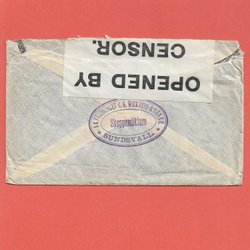 OPENED BY
CENSOR.
Skeppsmäklare
SUNDSVALL